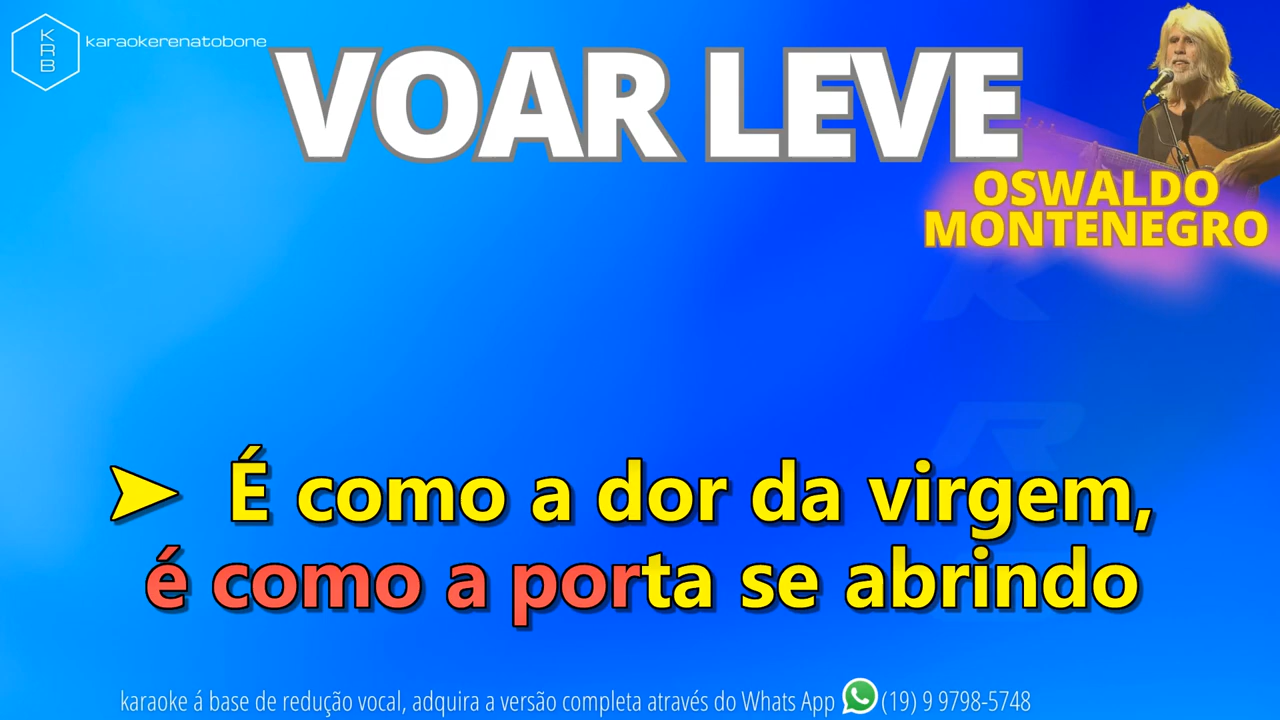 KRB
karaokerenatobone
VOAR LEVE
OSWALDO
MONTENEGRO
➤ É como a dor da virgem,
é como a porta se abrindo
karaoke á base de redução vocal, adquira a versão completa através do Whats App (19) 9 9798-5748